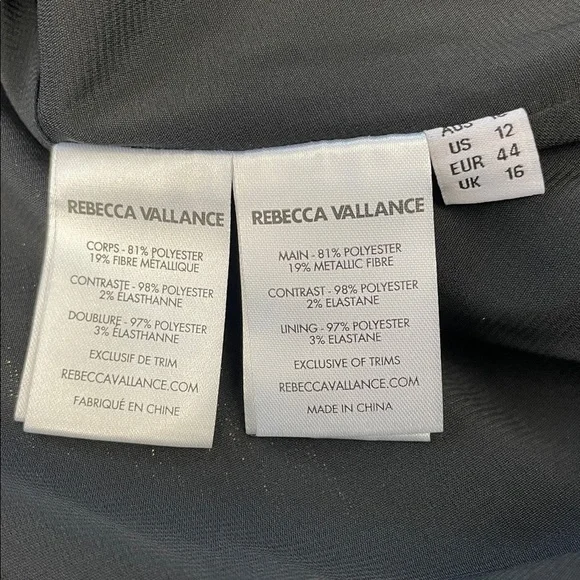 REBECCA VALLANCE
CORPS - 81% POLYESTER
19% FIBRE MÉTALLIQUE
CONTRASTE - 98% POLYESTER
2% ÉLASTHANNE
DOUBLURE - 97% POLYESTER
3% ÉLASTHANNE
EXCLUSIF DE TRIM
REBECCAVALLANCE.COM
FABRIQUÉ EN CHINE
REBECCA VALLANCE
MAIN - 81% POLYESTER
19% METALLIC FIBRE
CONTRAST - 98% POLYESTER
2% ELASTANE
LINING - 97% POLYESTER
3% ELASTANE
EXCLUSIVE OF TRIMS
REBECCAVALLANCE.COM
MADE IN CHINA
US 12
EUR 44
UK 16